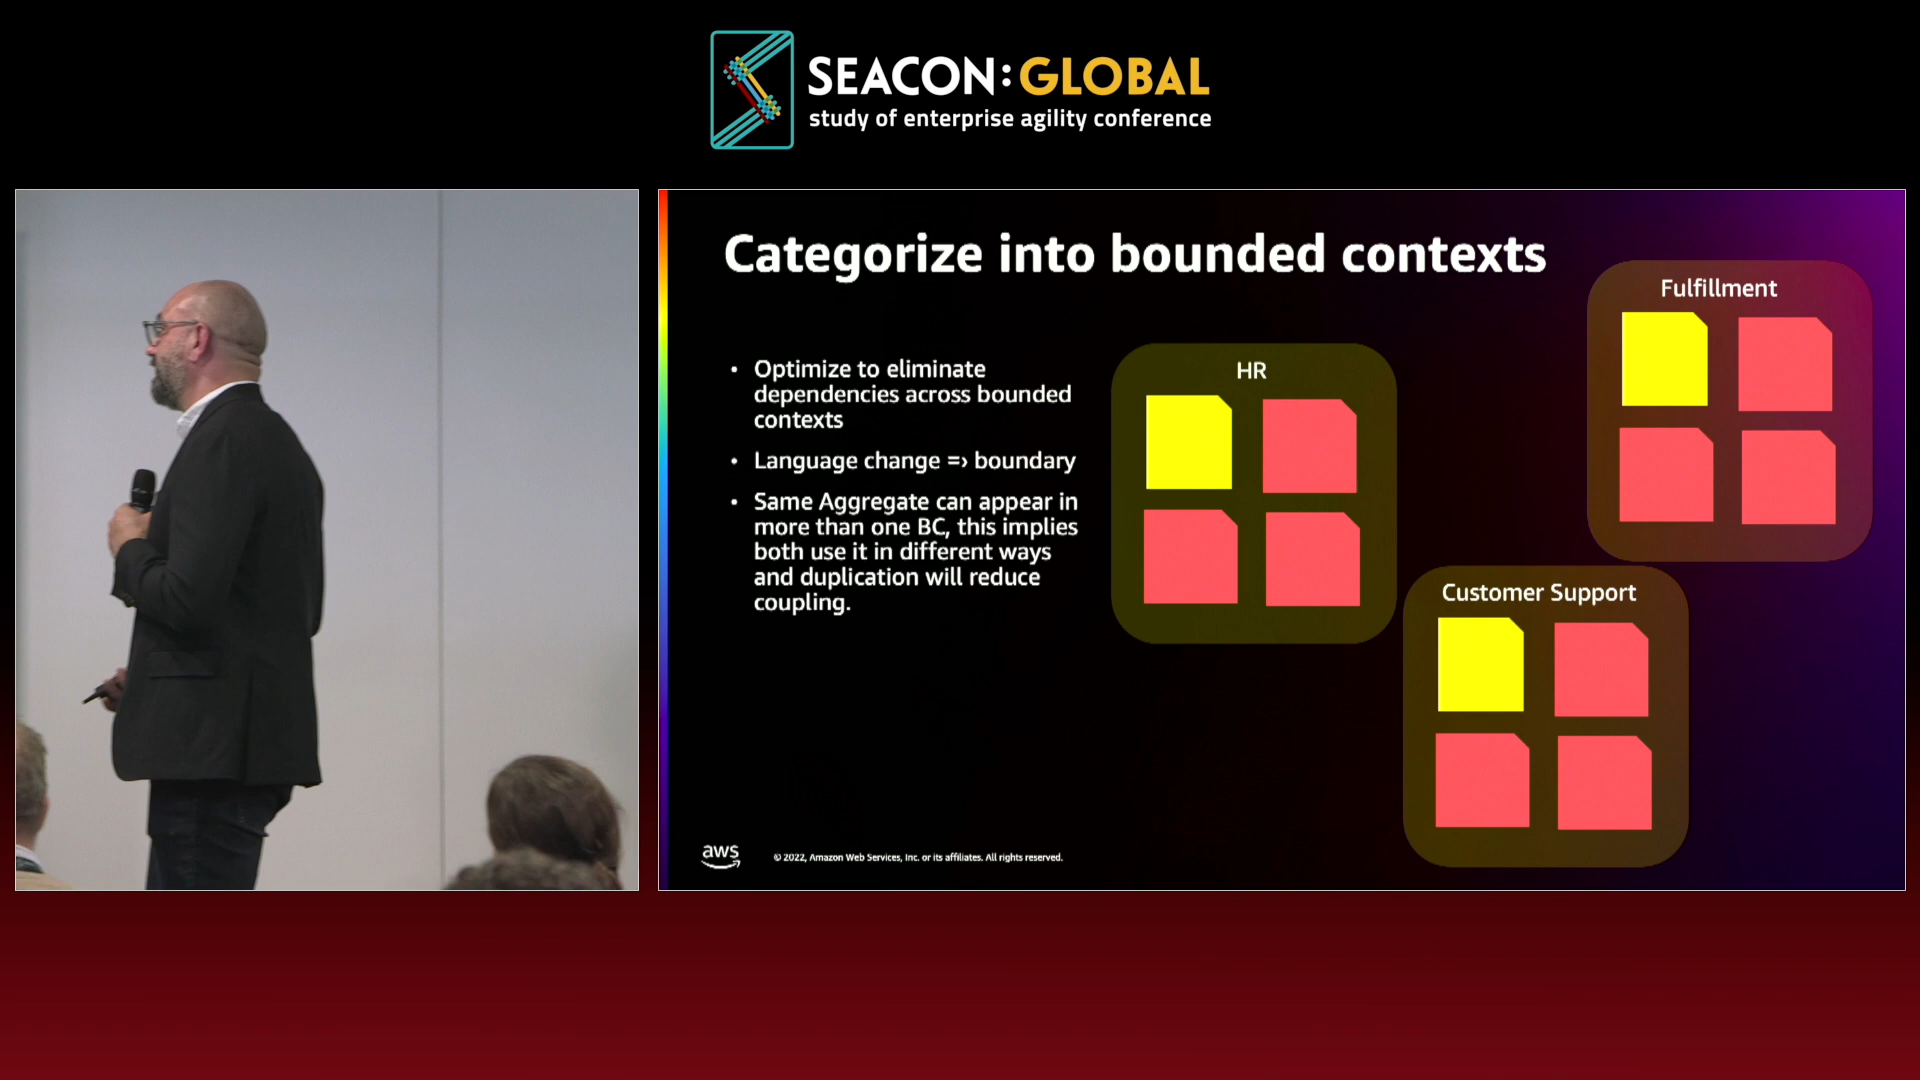 SEACON:GLOBAL
study of enterprise agility conference
Categorize into bounded contexts
• Optimize to eliminate
dependencies across bounded
contexts
• Language change => boundary
• Same Aggregate can appear in
more than one BC, this implies
both use it in different ways
and duplication will reduce
coupling.
HR
Fulfillment
Customer Support
aws
© 2022, Amazon Web Services, Inc. or its affiliates. All rights reserved.